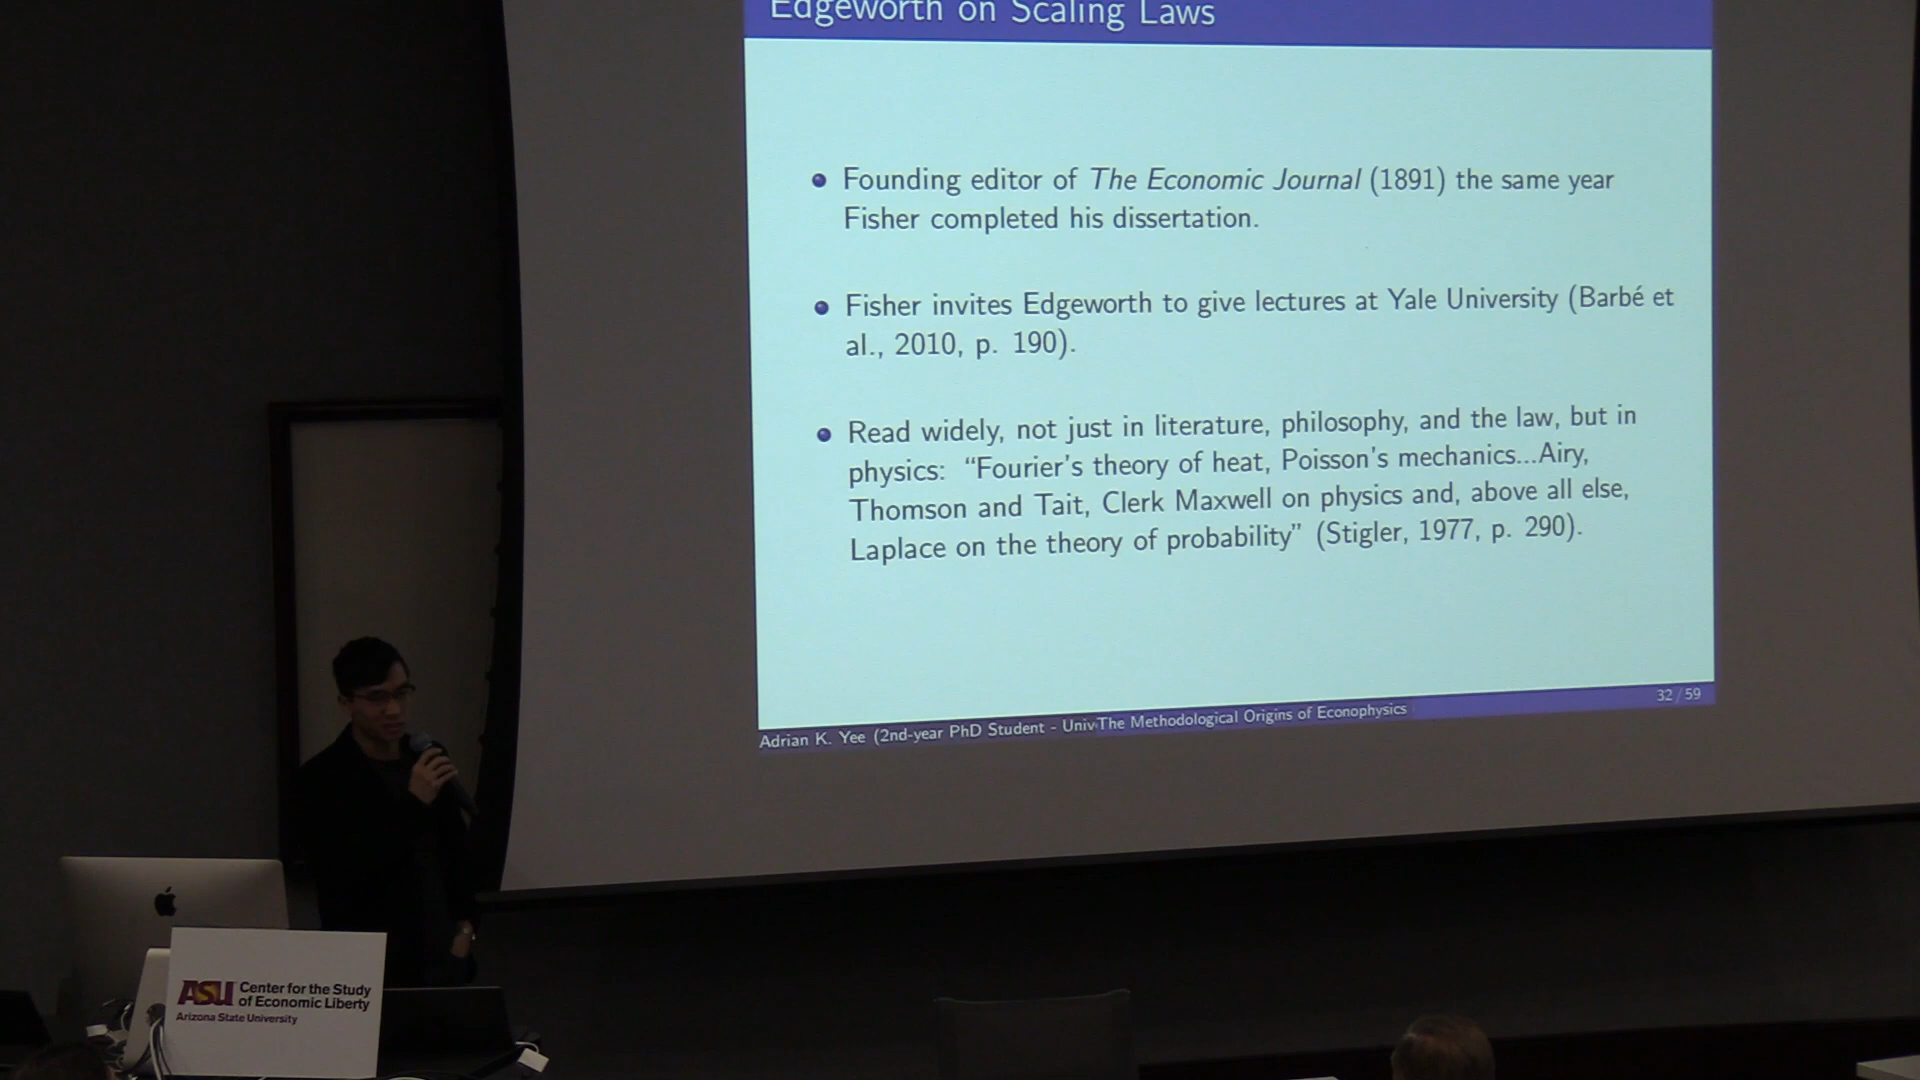 Edgeworth on Scaling Laws
Founding editor of The Economic Journal (1891) the same year
Fisher completed his dissertation.
Fisher invites Edgeworth to give lectures at Yale University (Barbé et
al., 2010, p. 190).
Read widely, not just in literature, philosophy, and the law, but in
physics: “Fourier’s theory of heat, Poisson’s mechanics...Airy,
Thomson and Tait, Clerk Maxwell on physics and, above all else,
Laplace on the theory of probability” (Stigler, 1977, p. 290).
Adrian K. Yee (2nd-year PhD Student - Univ The Methodological Origins of Econophysics
32 / 59
ASU Center for the Study
of Economic Liberty
Arizona State University